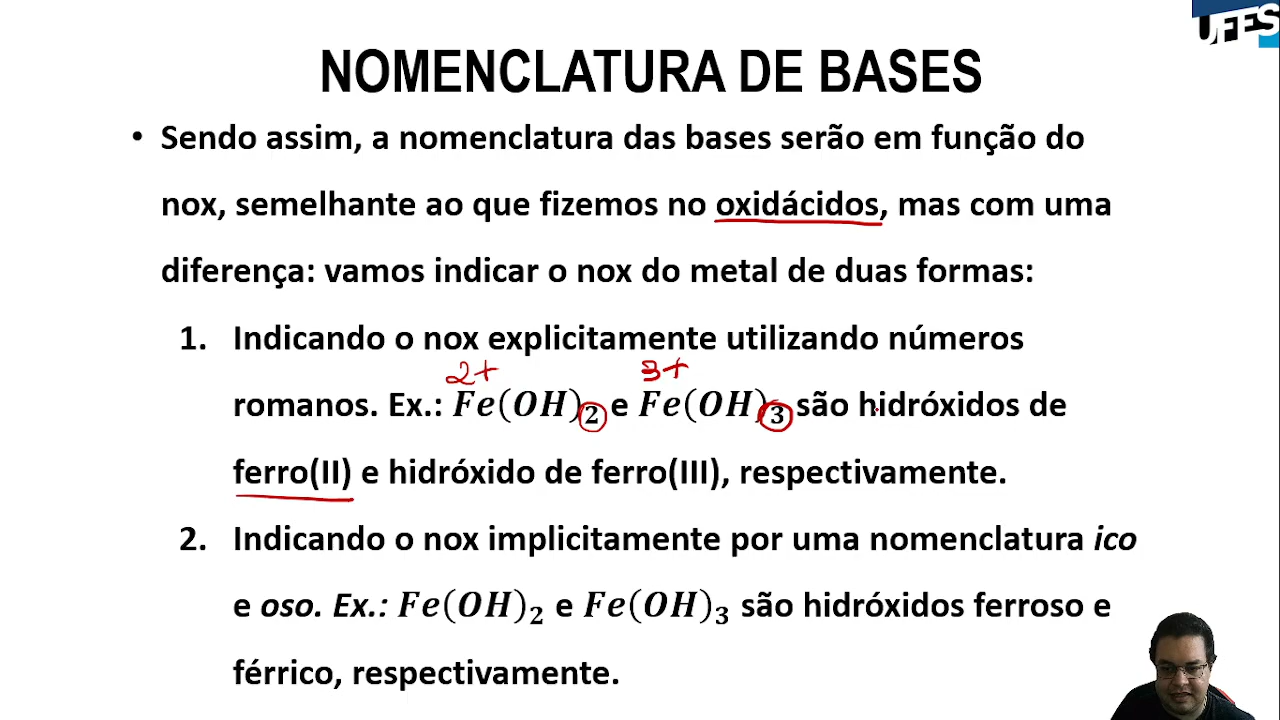 UFES
NOMENCLATURA DE BASES
• Sendo assim, a nomenclatura das bases serão em função do
nox, semelhante ao que fizemos no oxidácidos, mas com uma
diferença: vamos indicar o nox do metal de duas formas:
1. Indicando o nox explicitamente utilizando números
2+ 3+
romanos. Ex.: Fe(OH)₂ e Fe(OH)₃ são hidróxidos de
ferro(II) e hidróxido de ferro(III), respectivamente.
2. Indicando o nox implicitamente por uma nomenclatura ico
e oso. Ex.: Fe(OH)₂ e Fe(OH)₃ são hidróxidos ferroso e
férrico, respectivamente.